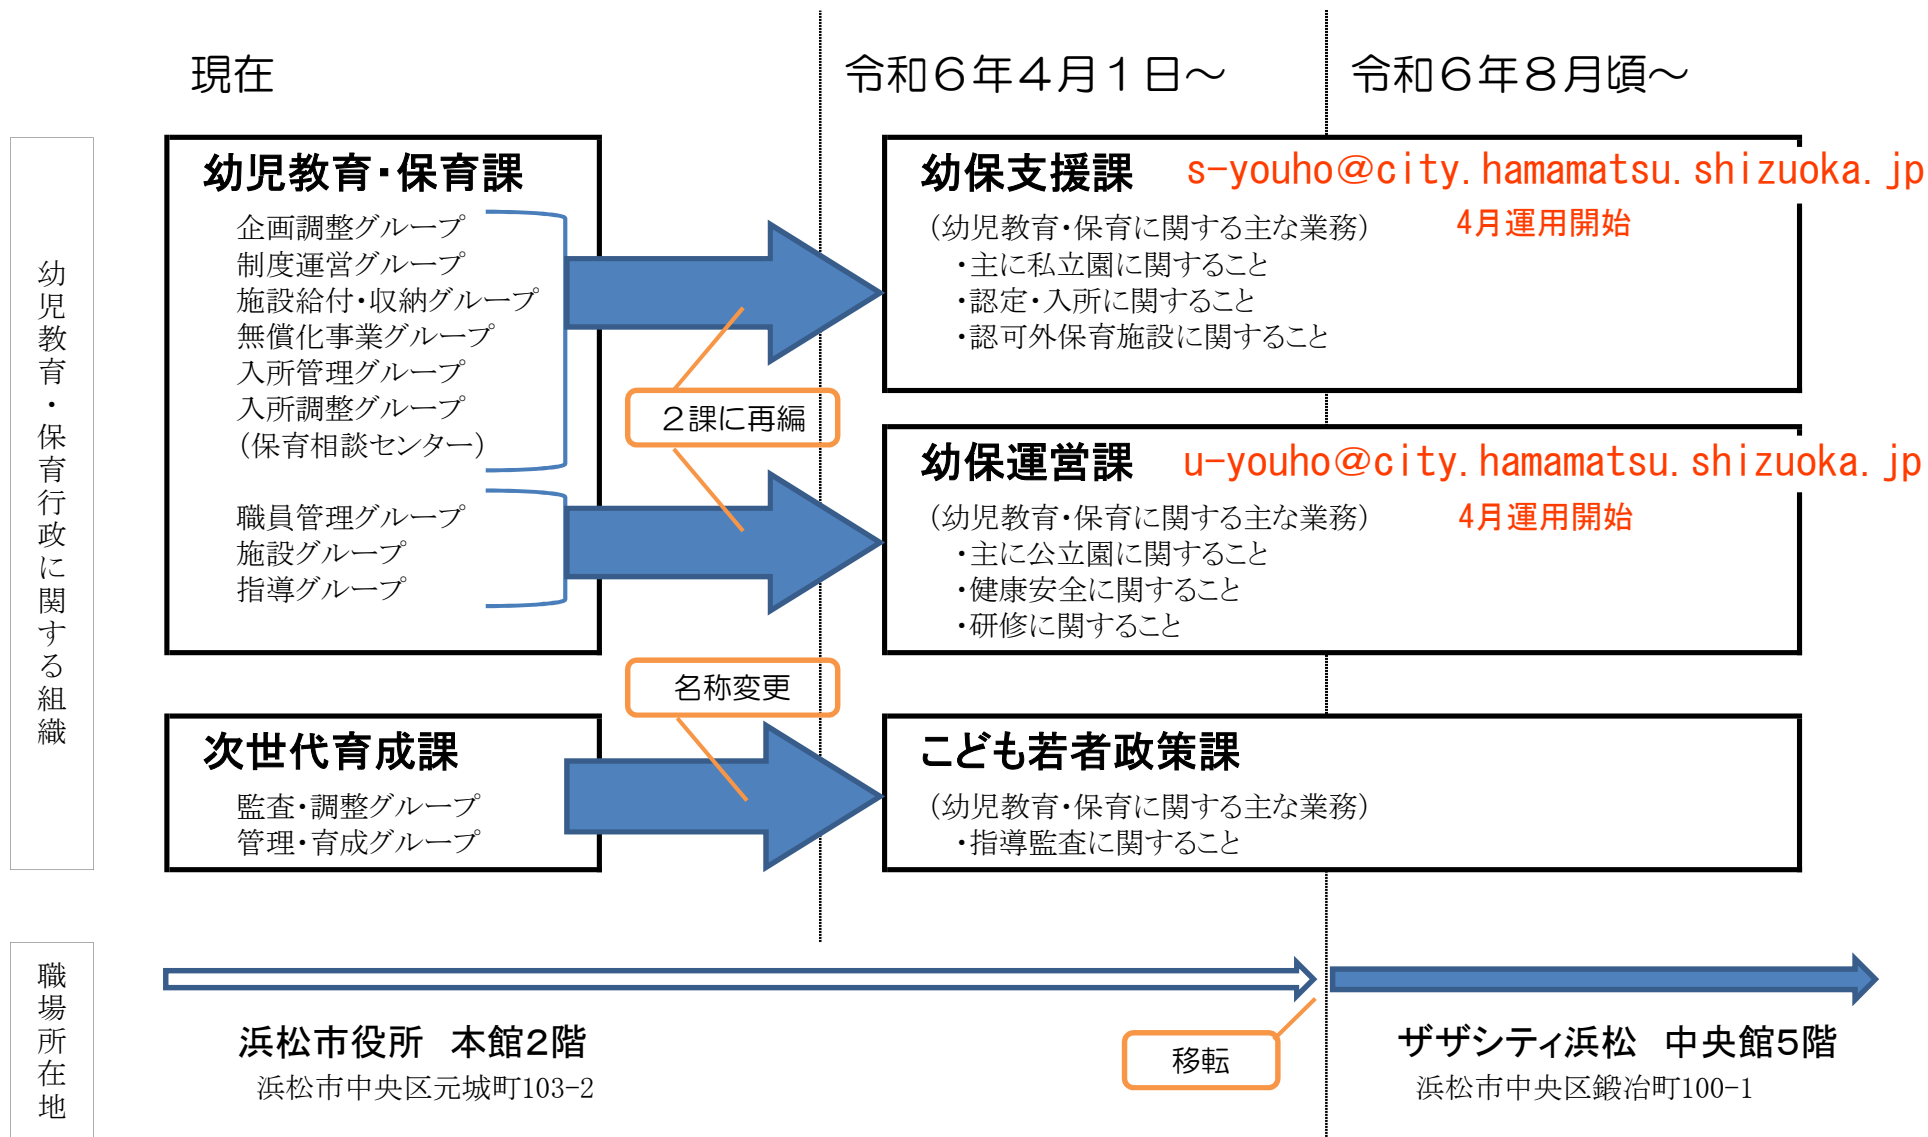 現在
令和６年４月１日～
令和６年８月頃～
幼児教育・保育行政に関する組織
幼児教育・保育課
企画調整グループ
制度運営グループ
施設給付・収納グループ
無償化事業グループ
入所管理グループ
入所調整グループ
（保育相談センター）
職員管理グループ
施設グループ
指導グループ
２課に再編
幼保支援課 s-youho@city.hamamatsu.shizuoka.jp
（幼児教育・保育に関する主な業務） 4月運用開始
・主に私立園に関すること
・認定・入所に関すること
・認可外保育施設に関すること
幼保運営課 u-youho@city.hamamatsu.shizuoka.jp
（幼児教育・保育に関する主な業務） 4月運用開始
・主に公立園に関すること
・健康安全に関すること
・研修に関すること
名称変更
次世代育成課
監査・調整グループ
管理・育成グループ
こども若者政策課
（幼児教育・保育に関する主な業務）
・指導監査に関すること
職場所在地
浜松市役所　本館２階
浜松市中央区元城町103-2
移転
ザザシティ浜松　中央館５階
浜松市中央区鍛冶町100-1